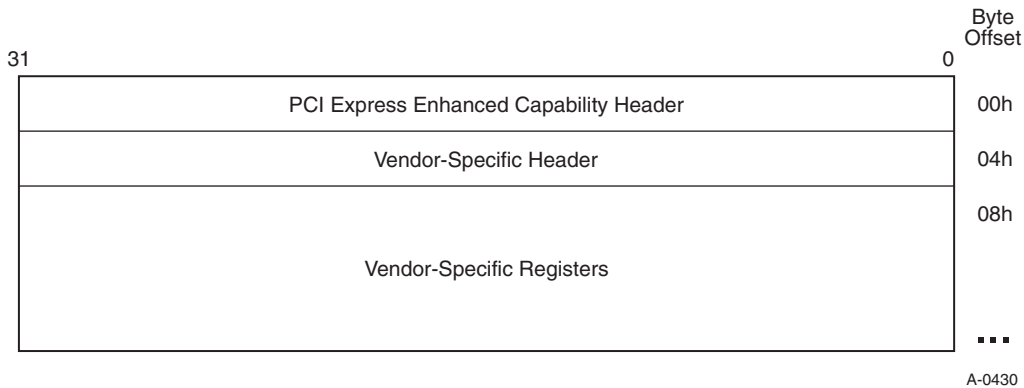 Byte
Offset
31 0
PCI Express Enhanced Capability Header 00h
Vendor-Specific Header 04h
08h
Vendor-Specific Registers
...
A-0430